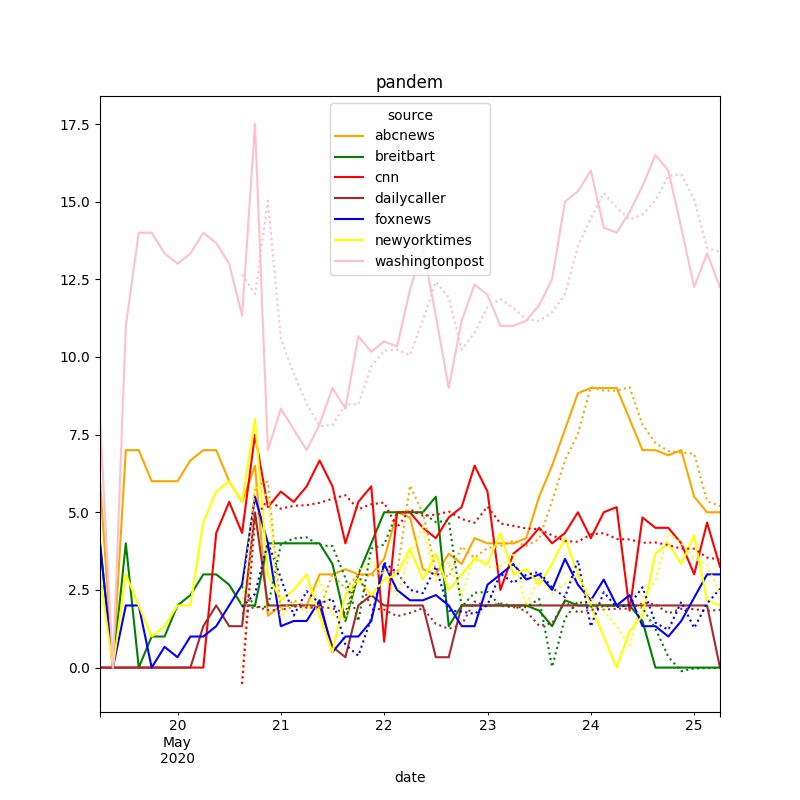 pandem
source
abcnews
breitbart
cnn
dailycaller
foxnews
newyorktimes
washingtonpost
17.5
15.0
12.5
10.0
7.5
5.0
2.5
0.0
20 21 22 23 24 25
May
2020
date